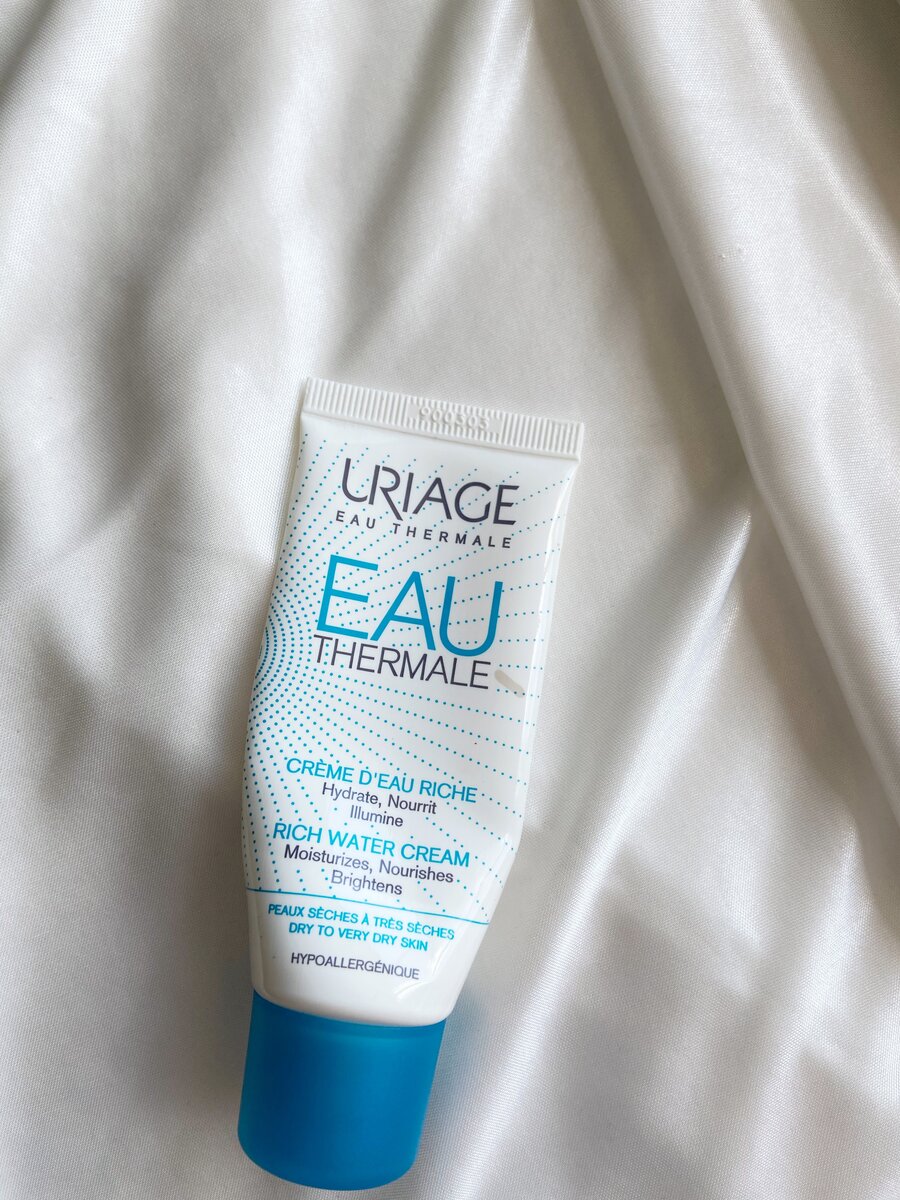 900303
URIAGE
EAU THERMALE
EAU
THERMALE
CRÈME D'EAU RICHE
Hydrate, Nourrit
Illumine
RICH WATER CREAM
Moisturizes, Nourishes
Brightens
PEAUX SÈCHES À TRÈS SÈCHES
DRY TO VERY DRY SKIN
HYPOALLERGÉNIQUE